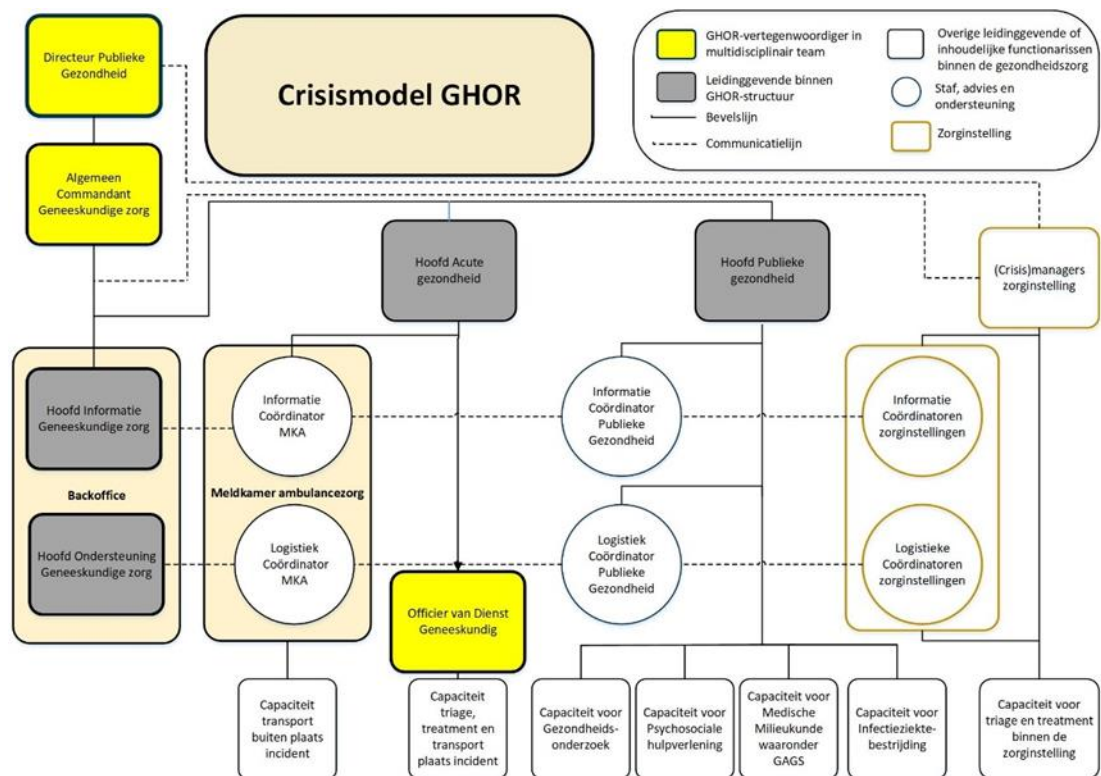 Directeur Publieke
Gezondheid
Crisismodel GHOR
GHOR-vertegenwoordiger in
multidisciplinair team
Leidinggevende binnen
GHOR-structuur
Bevelslijn
Communicatielijn
Overige leidinggevende of
inhoudelijke functionarissen
binnen de gezondheidszorg
Staf, advies en
ondersteuning
Zorginstelling
Algemeen
Commandant
Geneeskundige zorg
Hoofd Acute
gezondheid
Hoofd Publieke
gezondheid
(Crisis)managers
zorginstelling
Hoofd Informatie
Geneeskundige zorg
Informatie
Coördinator
MKA
Informatie
Coördinator
Publieke
Gezondheid
Informatie
Coördinatoren
zorginstellingen
Backoffice
Meldkamer ambulancezorg
Hoofd Ondersteuning
Geneeskundige zorg
Logistiek
Coördinator
MKA
Logistiek
Coördinator
Publieke
Gezondheid
Logistieke
Coördinatoren
zorginstellingen
Officier van Dienst
Geneeskundig
Capaciteit
transport
buiten plaats
incident
Capaciteit
triage,
treatment en
transport
plaats incident
Capaciteit voor
Gezondheids-
onderzoek
Capaciteit voor
Psychosociale
hulpverlening
Capaciteit voor
Medische
Milieukunde
waaronder
GAGS
Capaciteit voor
Infectieziekte-
bestrijding
Capaciteit voor
triage en treatment
binnen de
zorginstelling